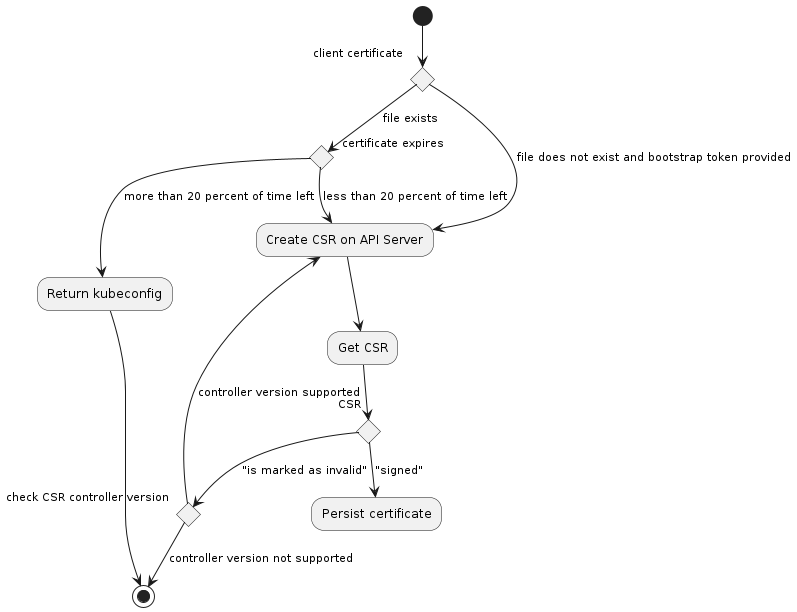 client certificate
file exists
certificate expires
file does not exist and bootstrap token provided
more than 20 percent of time left
less than 20 percent of time left
Create CSR on API Server
Return kubeconfig
Get CSR
controller version supported
CSR
"is marked as invalid"
"signed"
check CSR controller version
Persist certificate
controller version not supported